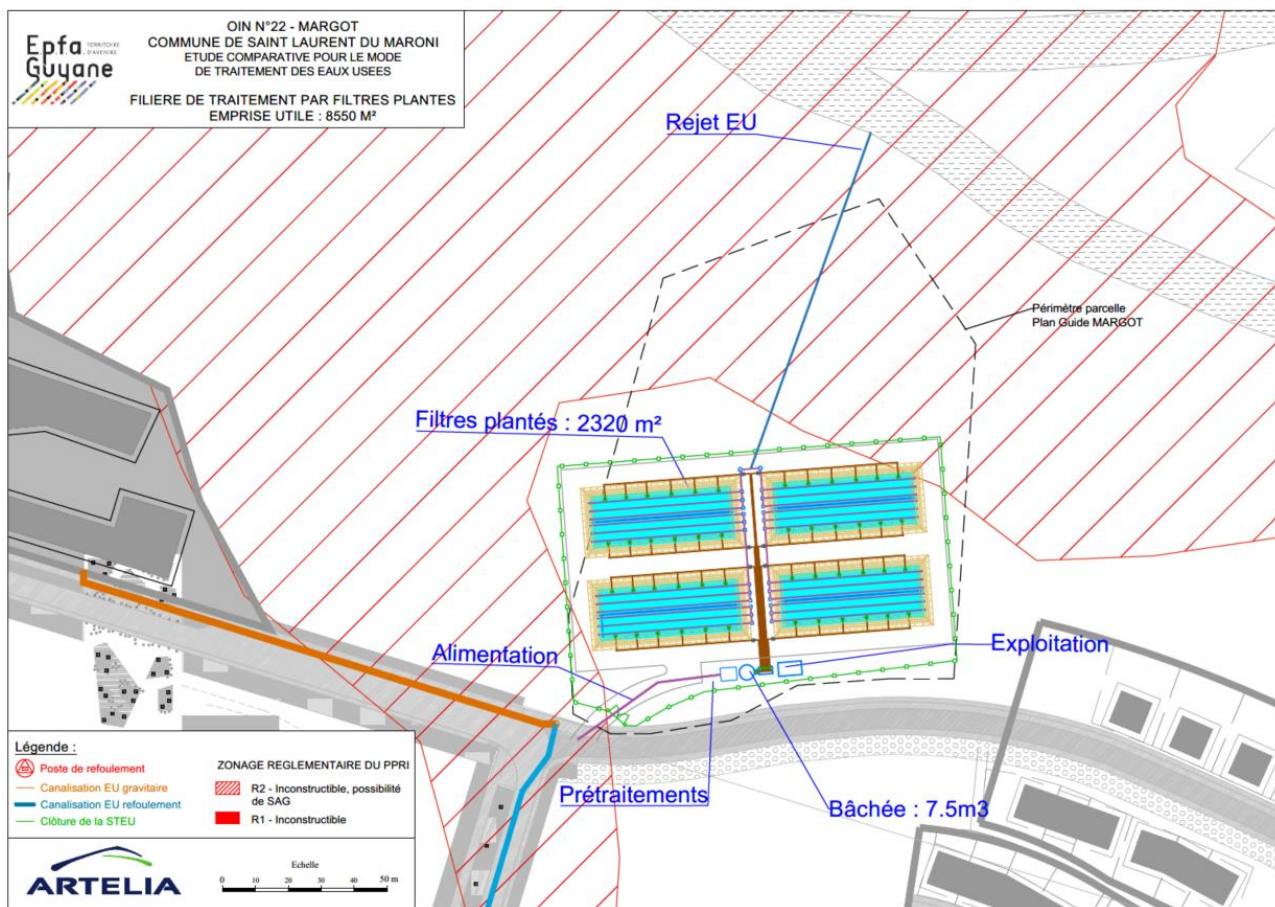 Epfa
TERRITOIRE
D'AVENIRS
Guyane
OIN N°22 - MARGOT
COMMUNE DE SAINT LAURENT DU MARONI
ETUDE COMPARATIVE POUR LE MODE
DE TRAITEMENT DES EAUX USEES
FILIERE DE TRAITEMENT PAR FILTRES PLANTES
EMPRISE UTILE : 8550 M²
Rejet EU
Périmètre parcelle
Plan Guide MARGOT
Filtres plantés : 2320 m²
Alimentation
Exploitation
Prétraitements
Bâchée : 7.5m3
Légende :
Poste de refoulement
Canalisation EU gravitaire
Canalisation EU refoulement
Clôture de la STEU
ZONAGE REGLEMENTAIRE DU PPRI
R2 - Inconstructible, possibilité
de SAG
R1 - Inconstructible
ARTELIA
Echelle
0 10 20 30 40 50 m